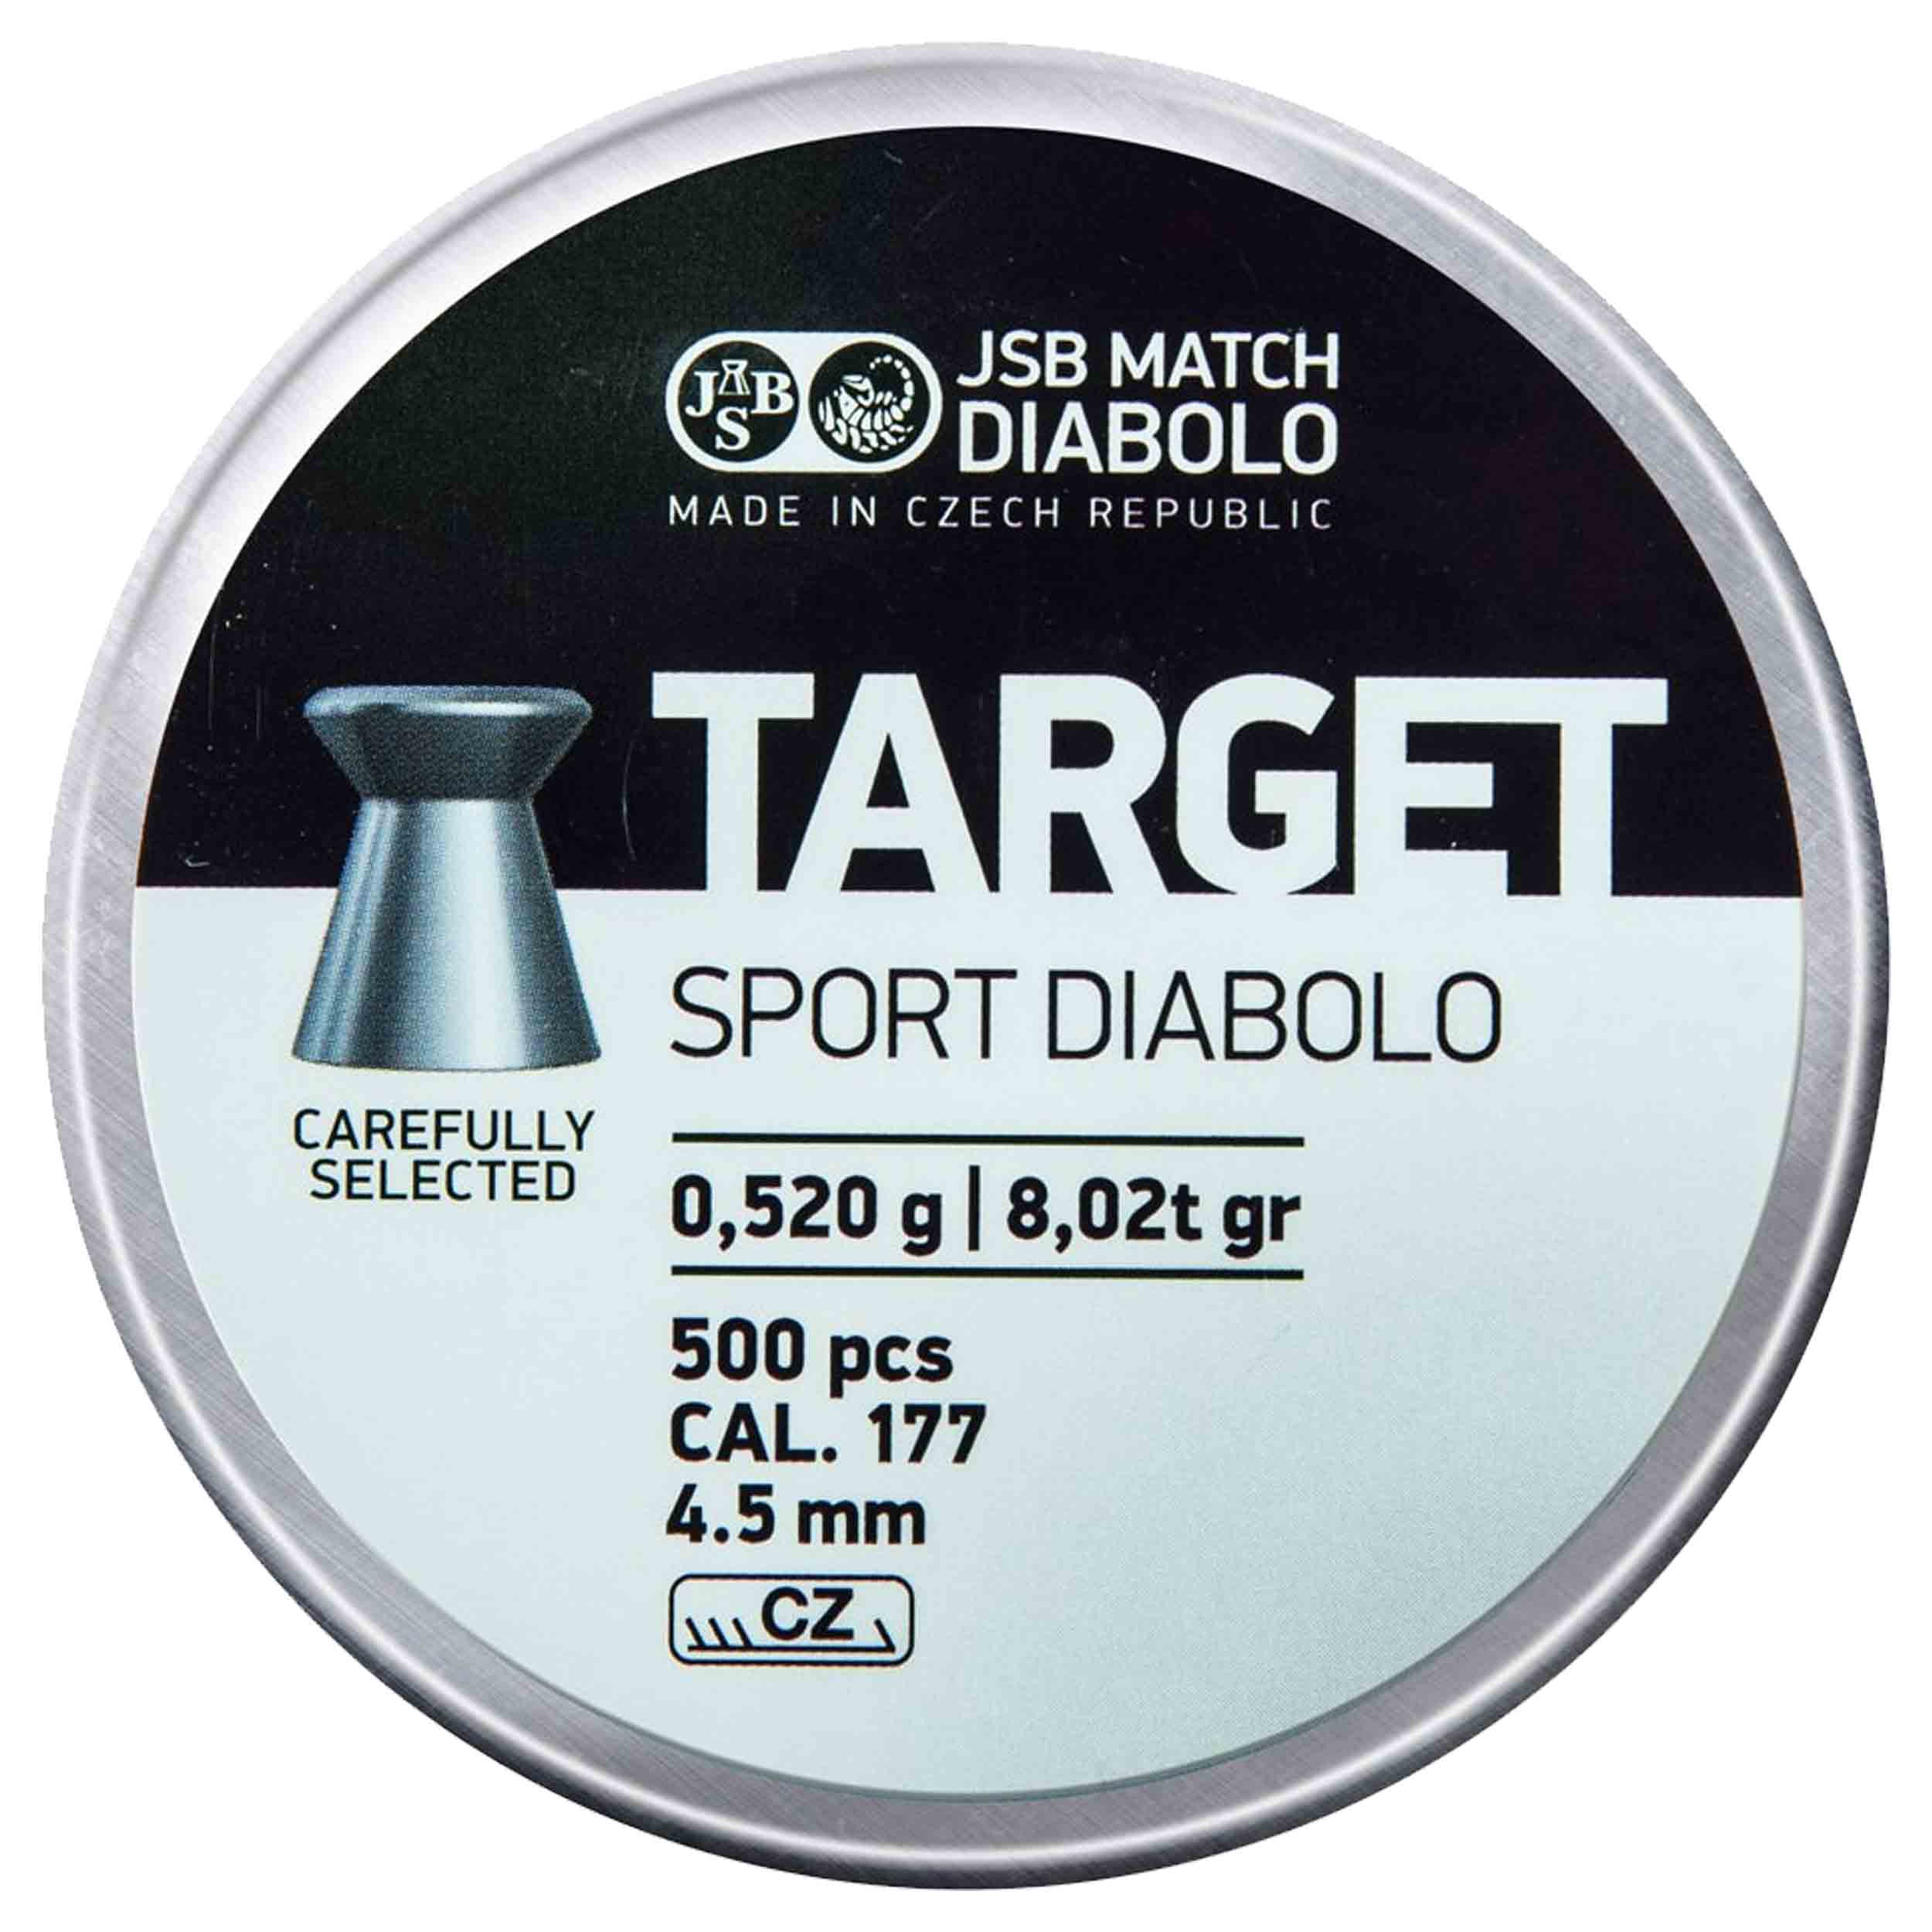 JSB
JSB MATCH
DIABOLO
MADE IN CZECH REPUBLIC
TARGET
SPORT DIABOLO
CAREFULLY
SELECTED
0,520 g | 8,02t gr
500 pcs
CAL. 177
4.5 mm
CZ